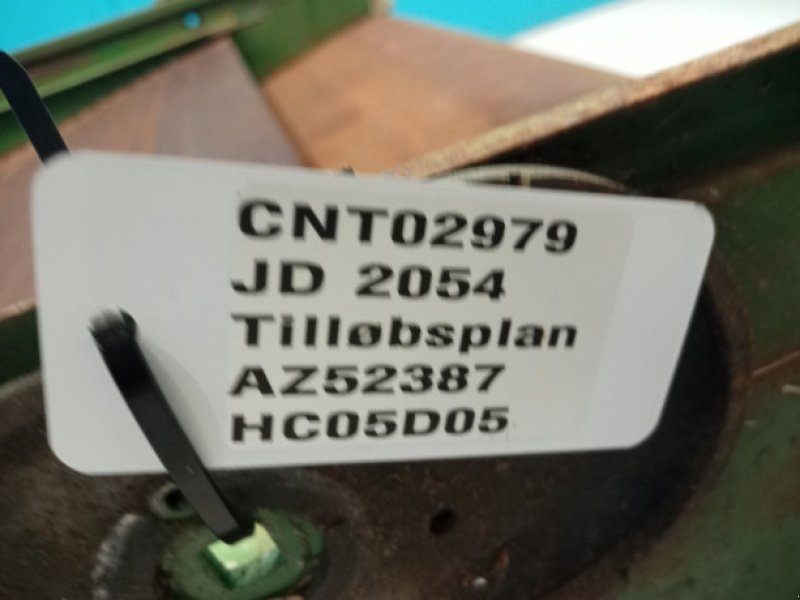 CNT02979
JD 2054
Tilløbsplan
AZ52387
HC05D05